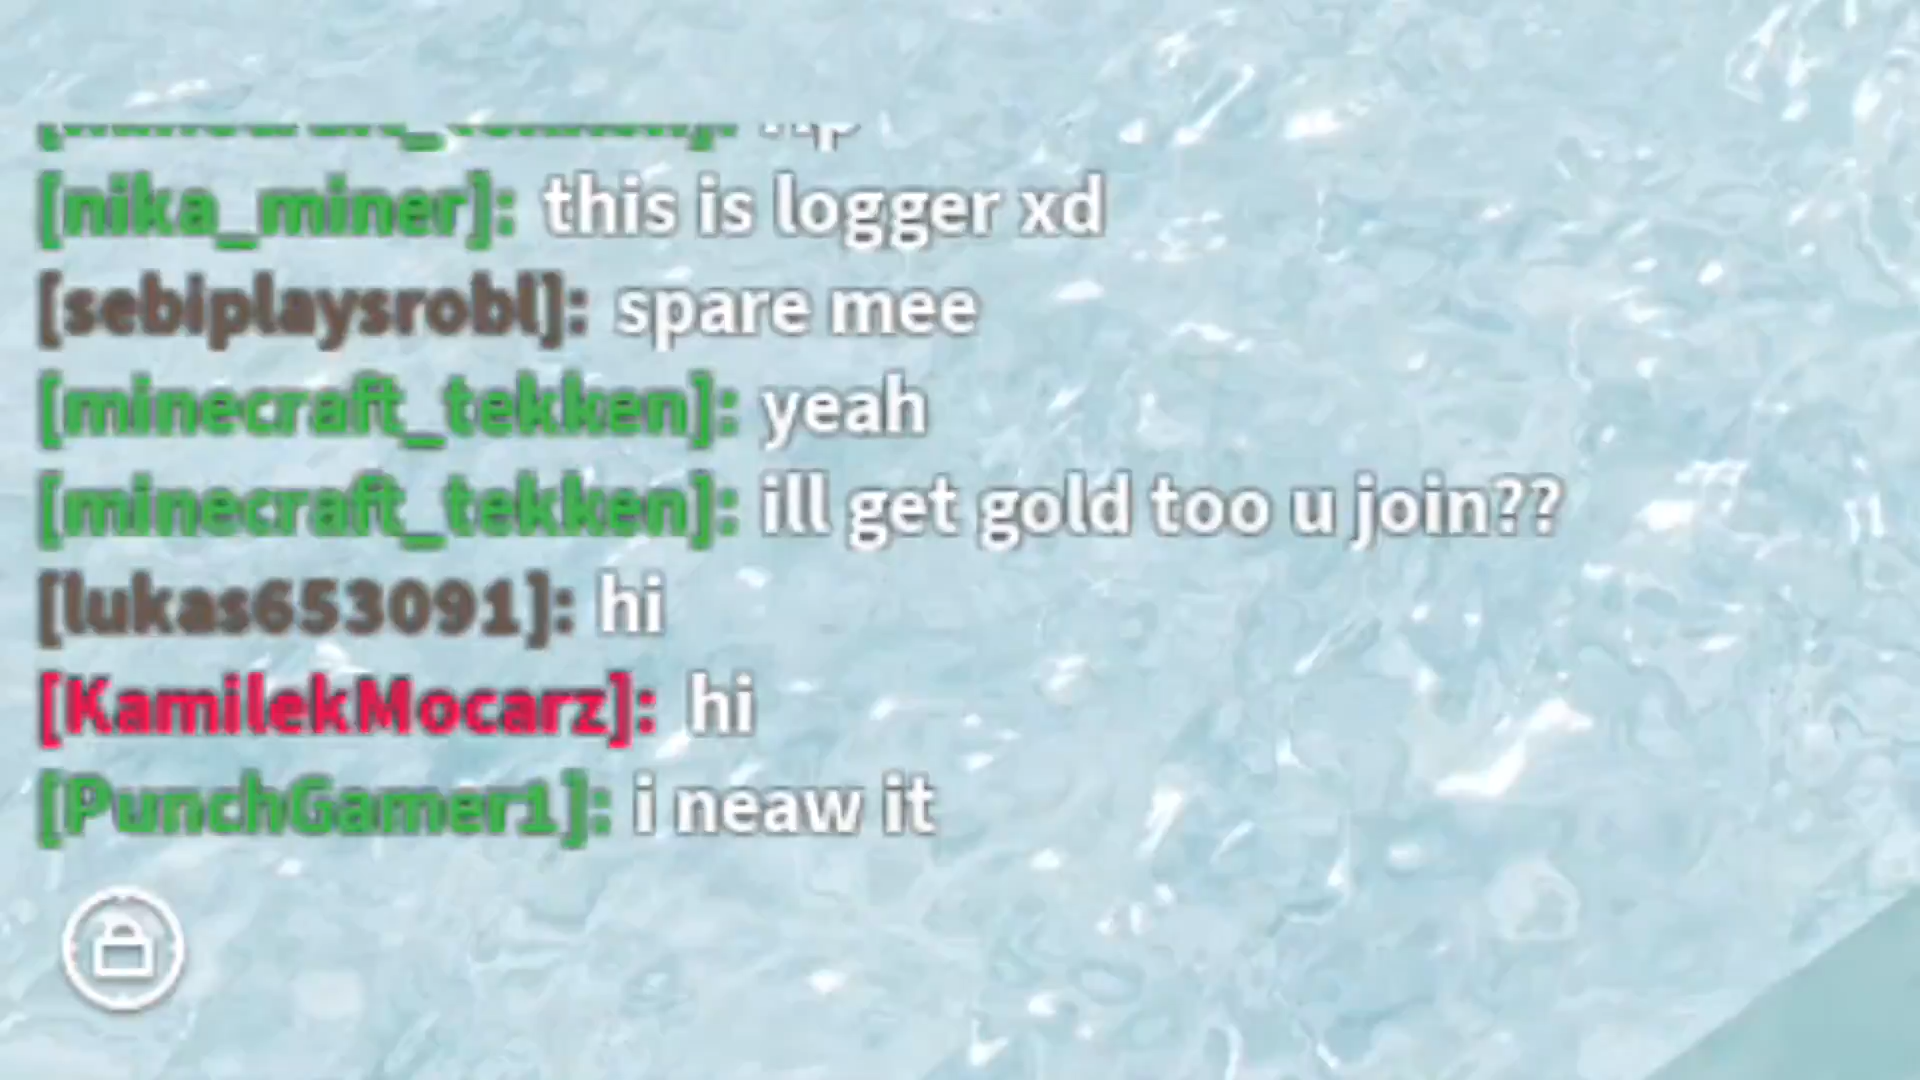 [nika_miner]: this is logger xd
[sebiplaysrobl]: spare mee
[minecraft_tekken]: yeah
[minecraft_tekken]: ill get gold too u join??
[lukas653091]: hi
[KamilekMocarz]: hi
[PunchGamer1]: i neaw it